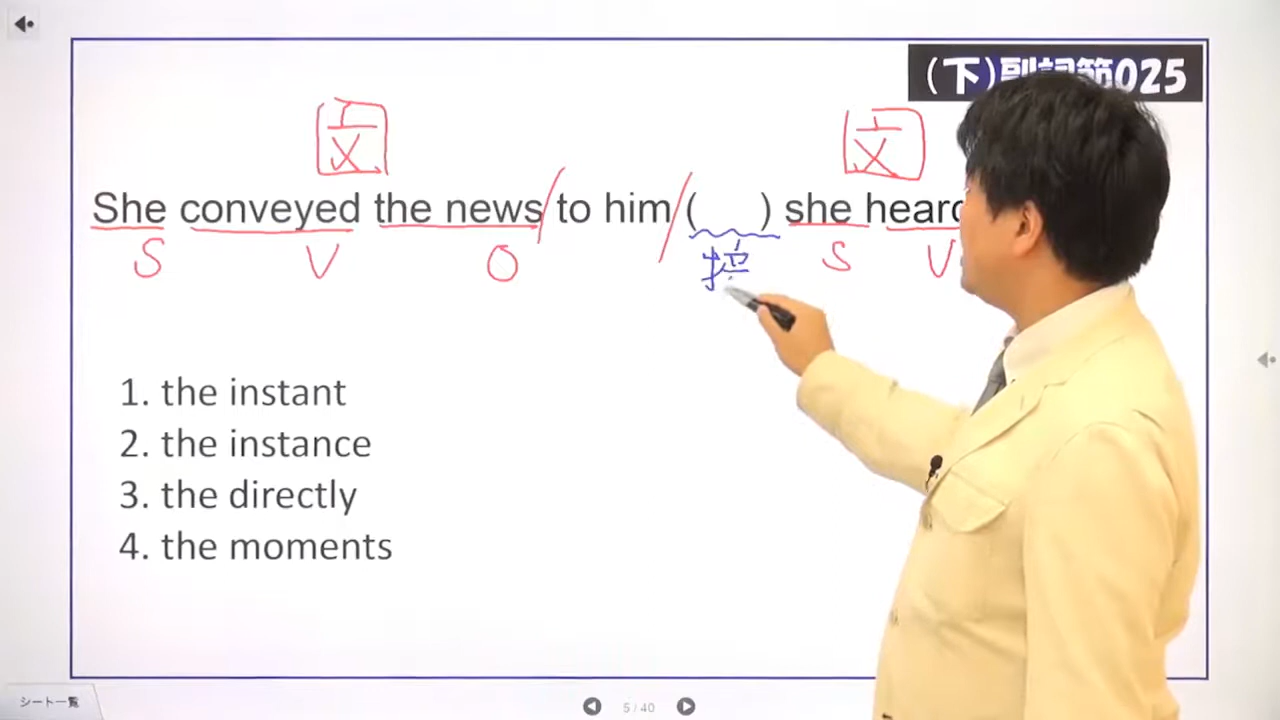 (下)副詞節025
文 文
She conveyed the news / to him / ( ) she heard
S V O 接 S V
1. the instant
2. the instance
3. the directly
4. the moments
シート一覧
5 / 40